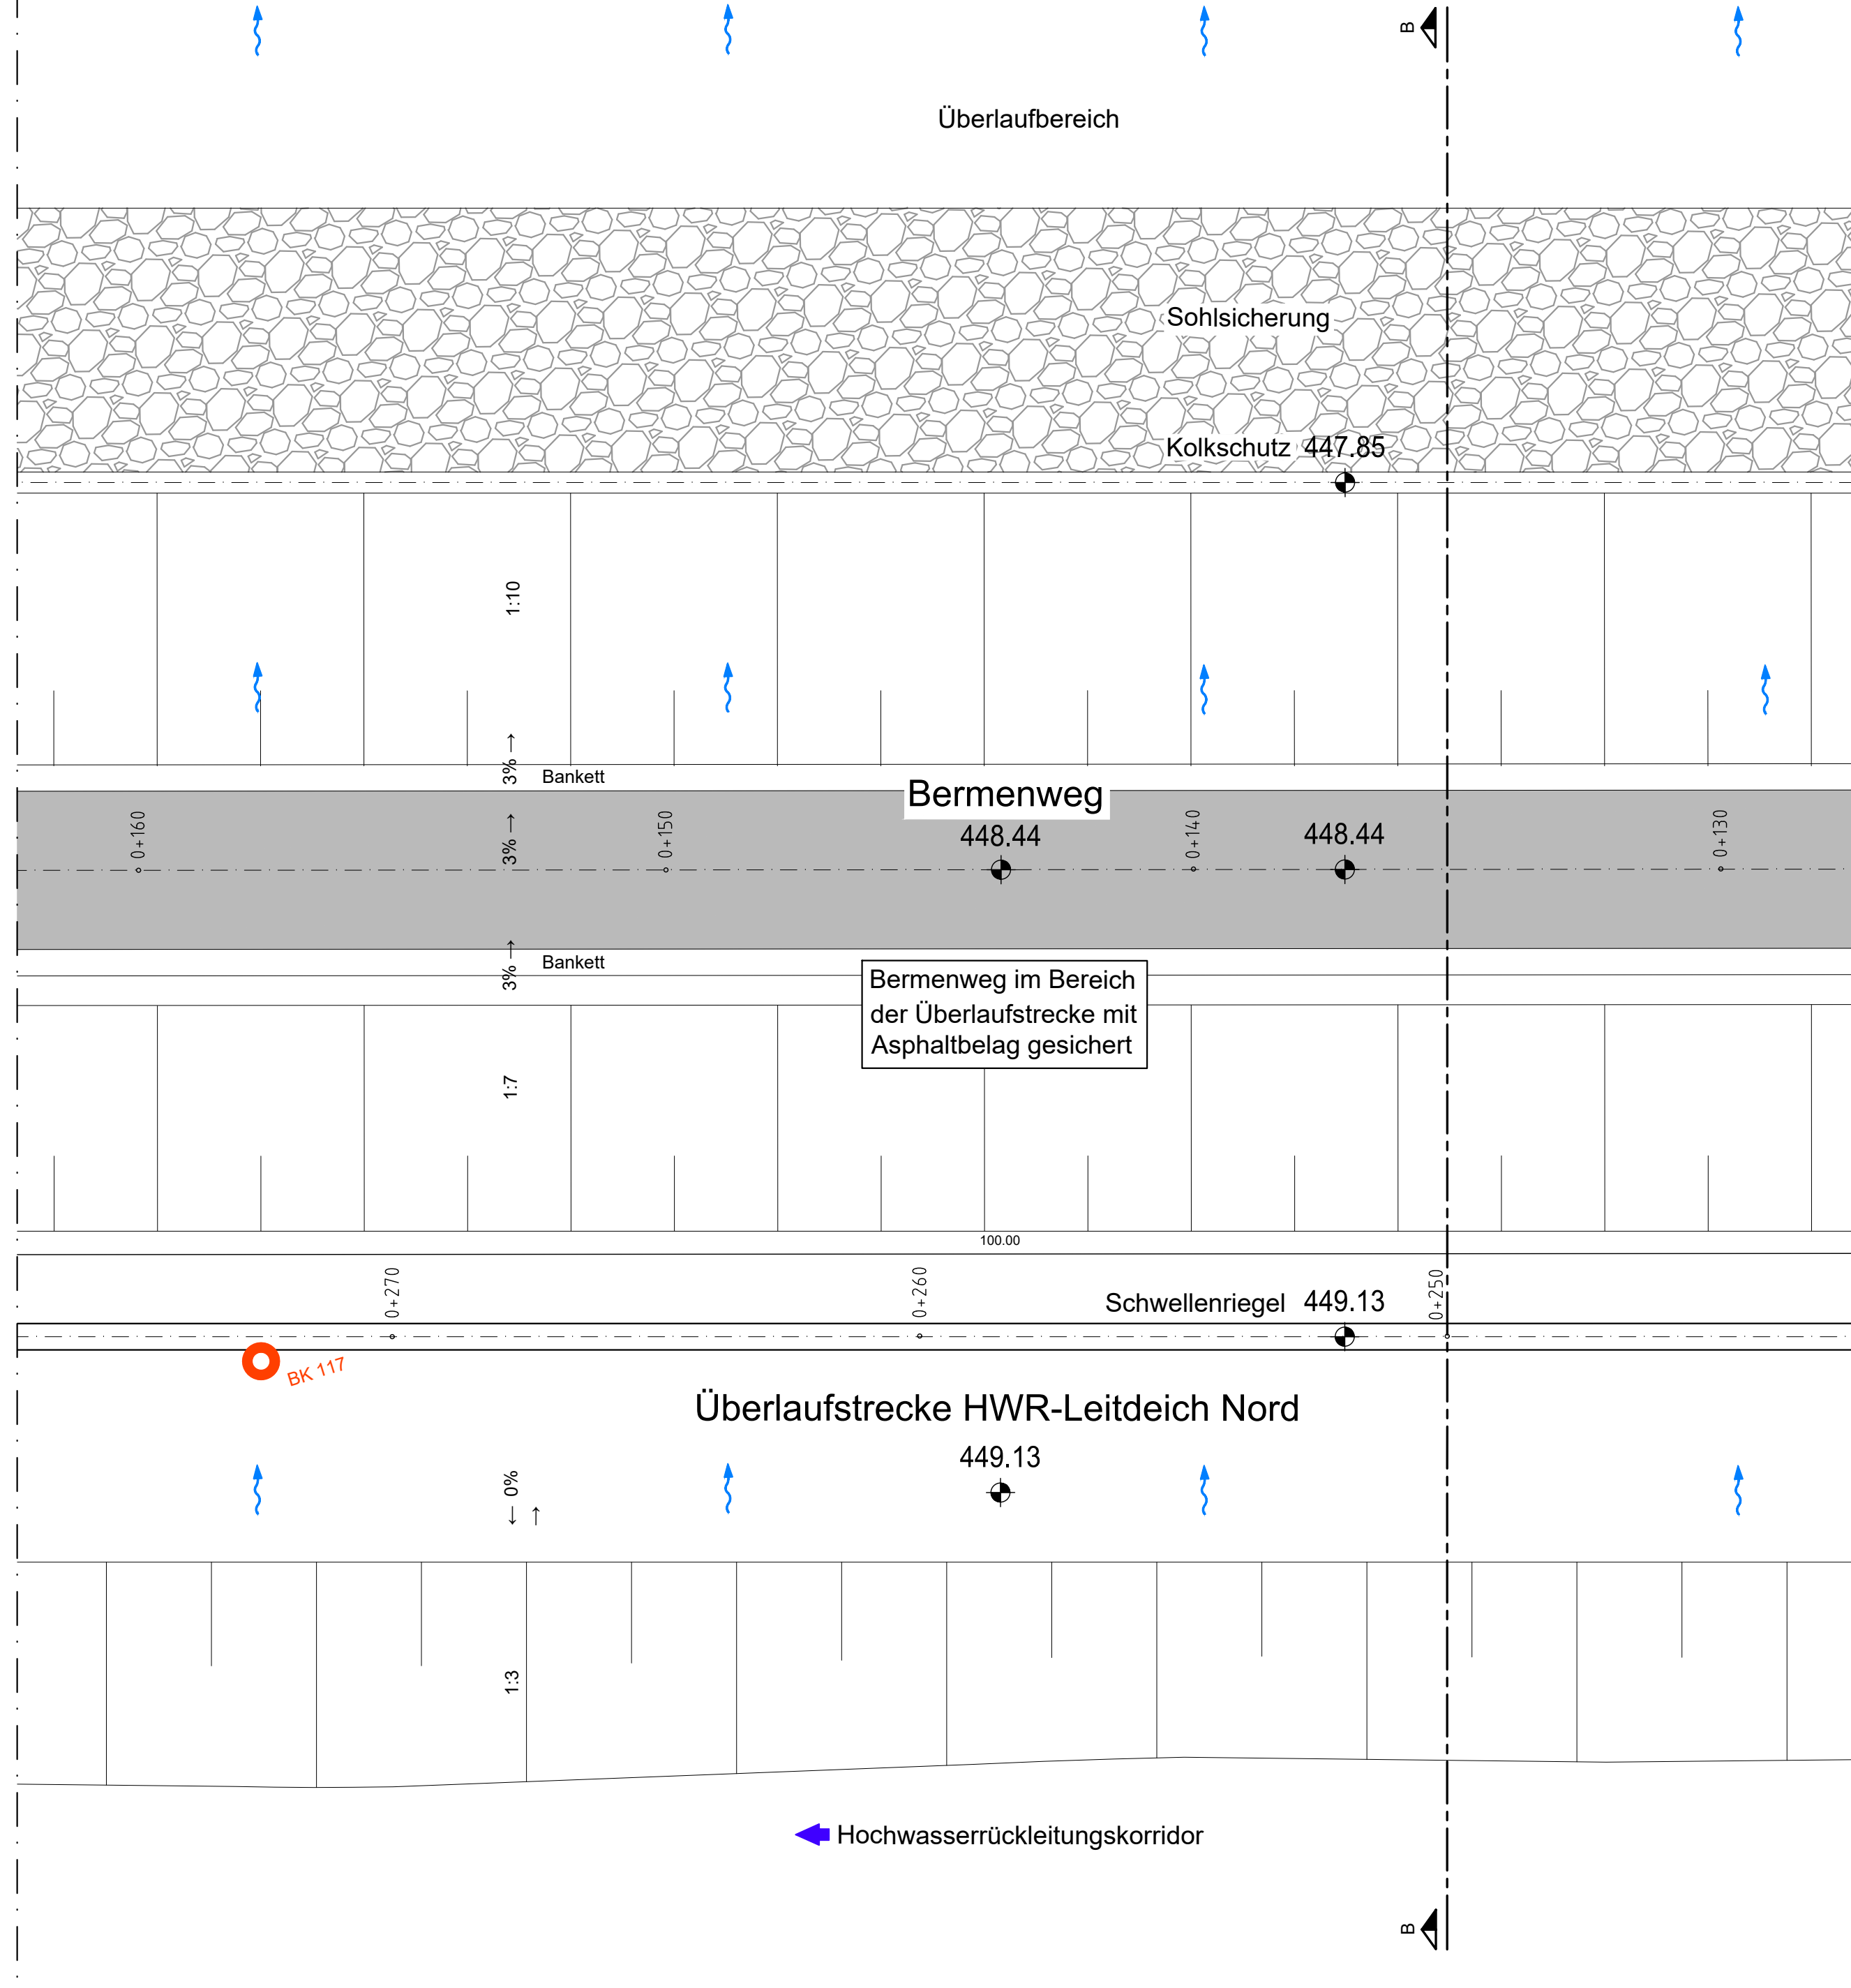 B
Überlaufbereich
Sohlsicherung
Kolkschutz 447.85
1:10
3%
Bankett
Bermenweg
0+160
3%
0+150
448.44
0+140
448.44
0+130
3%
Bankett
Bermenweg im Bereich
der Überlaufstrecke mit
Asphaltbelag gesichert
1:7
100.00
0+270
0+260
Schwellenriegel 449.13
0+250
BK 117
Überlaufstrecke HWR-Leitdeich Nord
449.13
0%
1:3
Hochwasserrückleitungskorridor
B